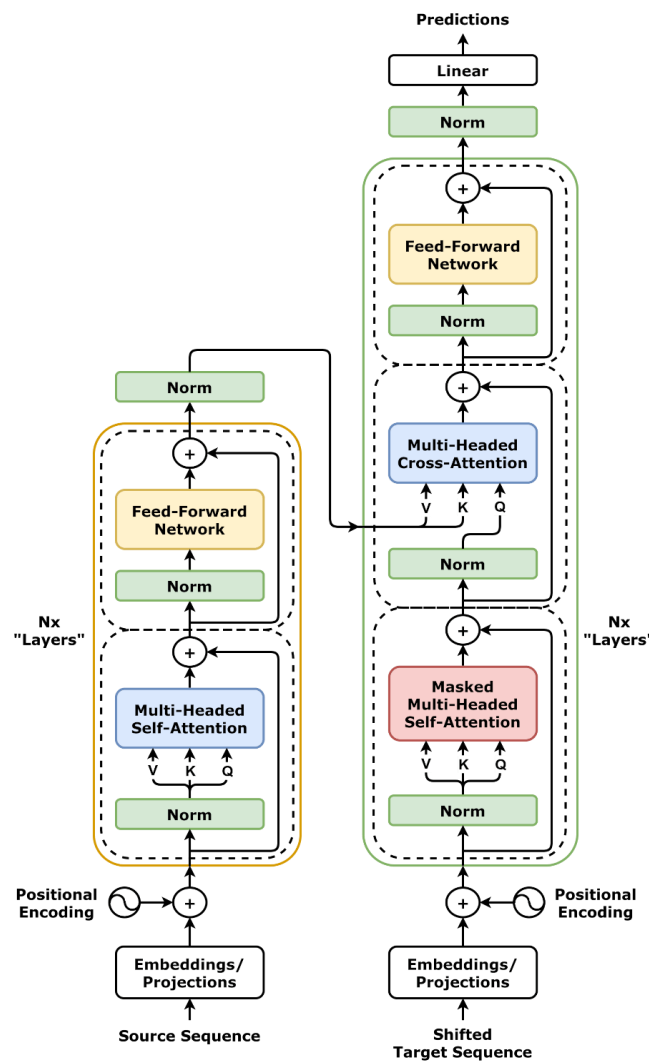 Predictions
Linear
Norm
+
Feed-Forward
Network
Norm
+
Multi-Headed
Cross-Attention
V K Q
Norm
+
Masked
Multi-Headed
Self-Attention
V K Q
Norm
Nx
"Layers"
+
Positional
Encoding
Embeddings/
Projections
Shifted
Target Sequence
Norm
+
Feed-Forward
Network
Norm
+
Multi-Headed
Self-Attention
V K Q
Norm
Nx
"Layers"
Positional
Encoding
+
Embeddings/
Projections
Source Sequence